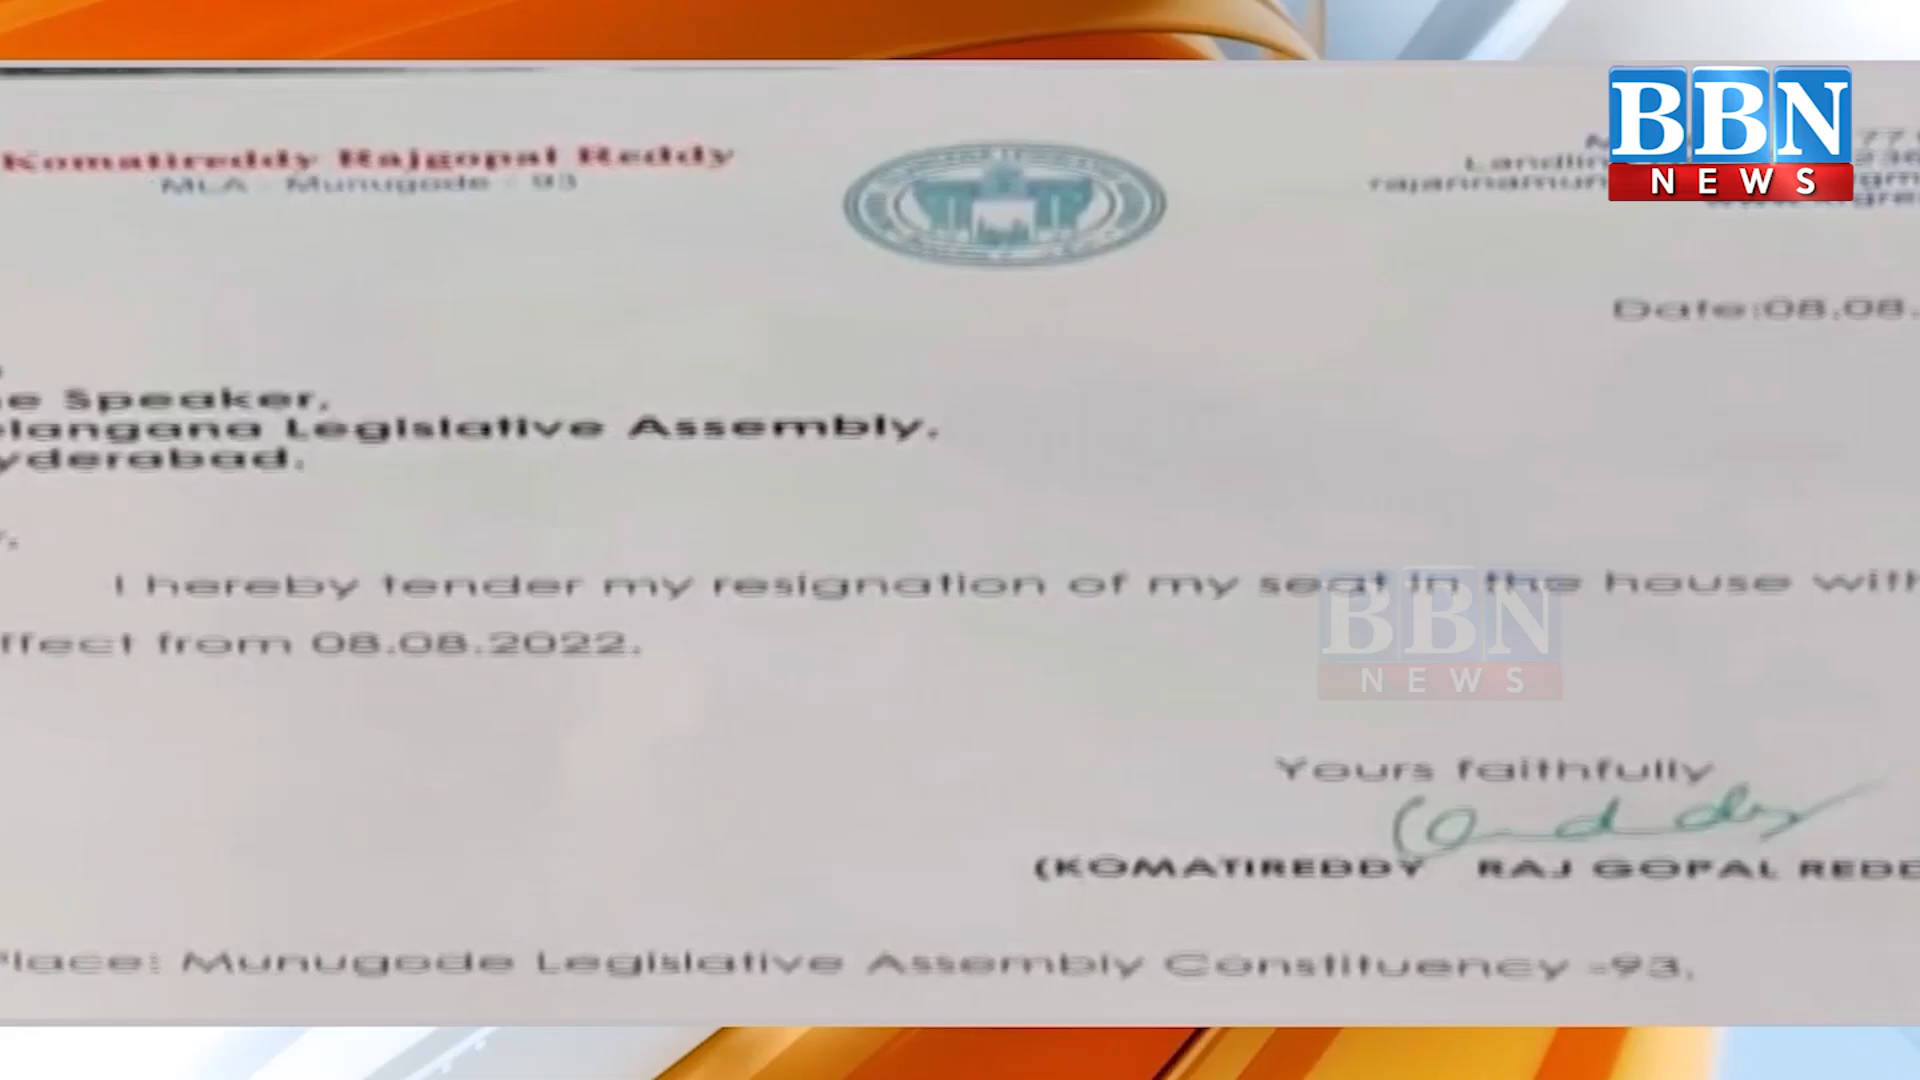 BBN
NEWS
Komatireddy Rajgopal Reddy
MLA - Munugode - 93
Date:08.08.
e Speaker,
elangana Legislative Assembly,
yderabad.
I hereby tender my resignation of my seat in the house with
ffect from 08.08.2022.
BBN
NEWS
Yours faithfully
(KOMATIREDDY RAJ GOPAL REDD
Place: Munugode Legislative Assembly Constituency -93.